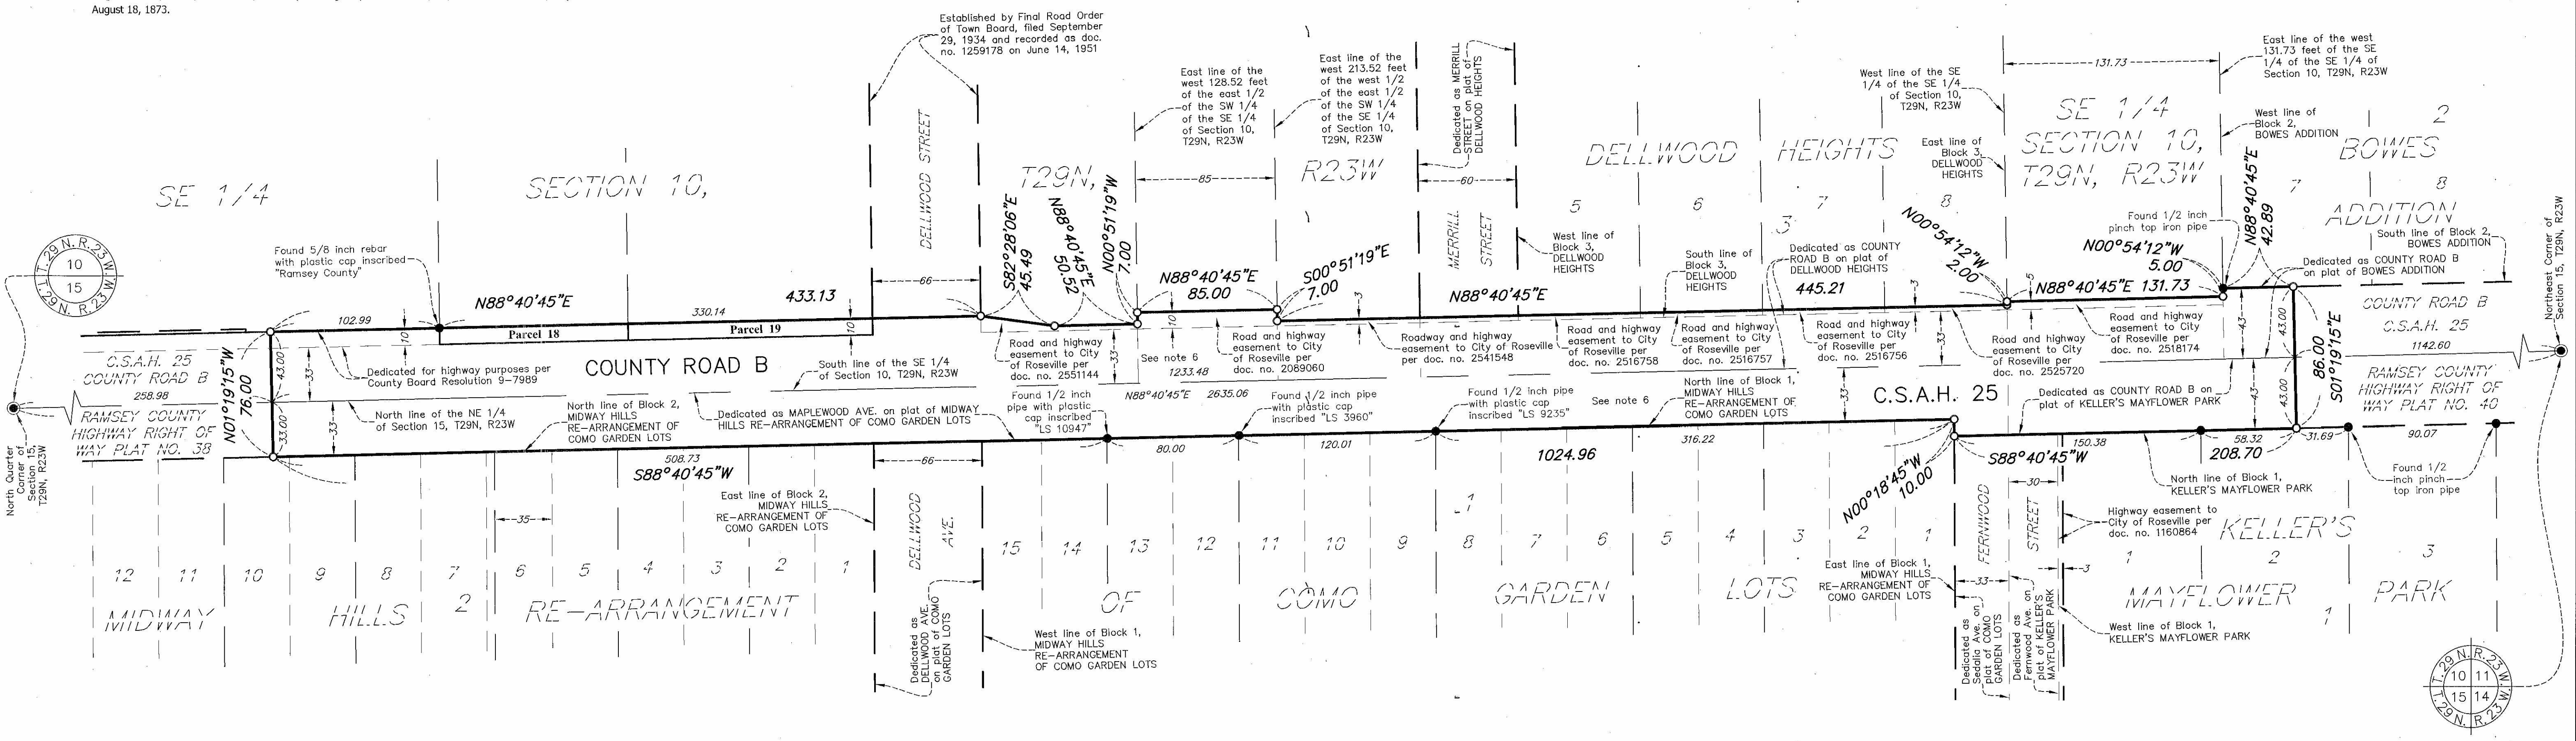 August 18, 1873.
Established by Final Road Order
of Town Board, filed September
29, 1934 and recorded as doc.
no. 1259178 on June 14, 1951
East line of the
west 128.52 feet
of the east 1/2
of the SW 1/4
of the SE 1/4
of Section 10,
T29N, R23W
East line of the
west 213.52 feet
of the west 1/2
of the east 1/2
of the SW 1/4
of the SE 1/4
of Section 10,
T29N, R23W
Dedicated as MERRILL
STREET on plat of
DELLWOOD HEIGHTS
West line of the SE
1/4 of the SE 1/4
of Section 10,
T29N, R23W
131.73
East line of the west
131.73 feet of the SE
1/4 of the SE 1/4 of
Section 10, T29N, R23W
West line of
Block 2,
BOWES ADDITION
SE 1/4
SECTION 10,
T29N,
R23W
DELLWOOD HEIGHTS
SE 1/4
SECTION 10,
T29N, R23W
2
BOWES
7
8
ADDITION
DELLWOOD STREET
66
85
60
MERRILL
STREET
5
6
7
8
3
East line of
Block 3,
DELLWOOD
HEIGHTS
West line of
Block 3,
DELLWOOD
HEIGHTS
South line of
Block 3,
DELLWOOD
HEIGHTS
Dedicated as COUNTY
ROAD B on plat of
DELLWOOD HEIGHTS
Found 1/2 inch
pinch top iron pipe
South line of Block 2,
BOWES ADDITION
Dedicated as COUNTY ROAD B
on plat of BOWES ADDITION
T. 29 N. R. 23 W.
10
15
T. 29 N. R. 23 W.
Found 5/8 inch rebar
with plastic cap inscribed
"Ramsey County"
N88°40'45"E
433.13
S82°28'06"E
45.49
N88°40'45"E
50.52
N00°51'19"W
7.00
N88°40'45"E
85.00
S00°51'19"E
7.00
N88°40'45"E
445.21
N00°54'12"W
2.00
N88°40'45"E 131.73
N00°54'12"W
5.00
N88°40'45"E
42.89
102.99
10
330.14
Parcel 18
Parcel 19
10
10
3
3
5
C.S.A.H. 25
COUNTY ROAD B
258.98
RAMSEY COUNTY
HIGHWAY RIGHT OF
WAY PLAT NO. 38
N01°19'15"W
76.00
43.00
33.00
33
33
Dedicated for highway purposes per
County Board Resolution 9-7989
COUNTY ROAD B
South line of the SE 1/4
of Section 10, T29N, R23W
Road and highway
easement to City
of Roseville per
doc. no. 2551144
33
See note 6
1233.48
Road and highway
easement to City
of Roseville per
doc. no. 2089060
Roadway and highway
easement to City of Roseville
per doc. no. 2541548
Road and highway
easement to City
of Roseville per
doc. no. 2516758
Road and highway
easement to City
of Roseville per
doc. no. 2516757
Road and highway
easement to City
of Roseville per
doc. no. 2516756
33
Road and highway
easement to City
of Roseville per
doc. no. 2525720
Road and highway
easement to City
of Roseville per
doc. no. 2518174
43
43
43.00
43.00
86.00
S01°19'15"E
COUNTY ROAD B
C.S.A.H. 25
1142.60
RAMSEY COUNTY
HIGHWAY RIGHT OF
WAY PLAT NO. 40
Northeast Corner of
Section 15, T29N, R23W
North Quarter
Corner of
Section 15,
T29N, R23W
North line of the NE 1/4
of Section 15, T29N, R23W
North line of Block 2,
MIDWAY HILLS
RE-ARRANGEMENT OF
COMO GARDEN LOTS
Dedicated as MAPLEWOOD AVE. on plat of MIDWAY
HILLS RE-ARRANGEMENT OF COMO GARDEN LOTS
Found 1/2 inch
pipe with plastic
cap inscribed
"LS 10947"
N88°40'45"E 2635.06
Found 1/2 inch pipe
with plastic cap
inscribed "LS 3960"
Found 1/2 inch pipe
with plastic cap
inscribed "LS 9235"
See note 6
North line of Block 1,
MIDWAY HILLS
RE-ARRANGEMENT OF
COMO GARDEN LOTS
33
C.S.A.H. 25
Dedicated as COUNTY ROAD B on
plat of KELLER'S MAYFLOWER PARK
508.73
S88°40'45"W
66
80.00
120.01
1024.96
316.22
N00°18'45"W
10.00
S88°40'45"W
150.38
58.32
208.70
31.69
90.07
Found 1/2
inch pinch
top iron pipe
North line of Block 1,
KELLER'S MAYFLOWER PARK
East line of Block 2,
MIDWAY HILLS
RE-ARRANGEMENT OF
COMO GARDEN LOTS
35
DELLWOOD
AVE.
30
FERNWOOD
STREET
Highway easement to
City of Roseville per
doc. no. 1160864
KELLER'S
12 11 10 9 8 7 6 5 4 3 2 1
15 14 13 12 11 10 9 8 7 6 5 4 3 2 1
1
1 2 3
MIDWAY HILLS 2 RE-ARRANGEMENT OF COMO GARDEN LOTS
MAYFLOWER PARK
1
Dedicated as
DELLWOOD AVE.
on plat of COMO
GARDEN LOTS
West line of Block 1,
MIDWAY HILLS
RE-ARRANGEMENT
OF COMO GARDEN LOTS
East line of Block 1,
MIDWAY HILLS
RE-ARRANGEMENT OF
COMO GARDEN LOTS
33
3
Dedicated as
Sedalia Ave. on
plat of COMO
GARDEN LOTS
Dedicated as
Fernwood Ave. on
plat of KELLER'S
MAYFLOWER PARK
West line of Block 1,
KELLER'S MAYFLOWER PARK
T. 29 N. R. 23 W.
10 11
15 14
T. 29 N. R. 23 W.